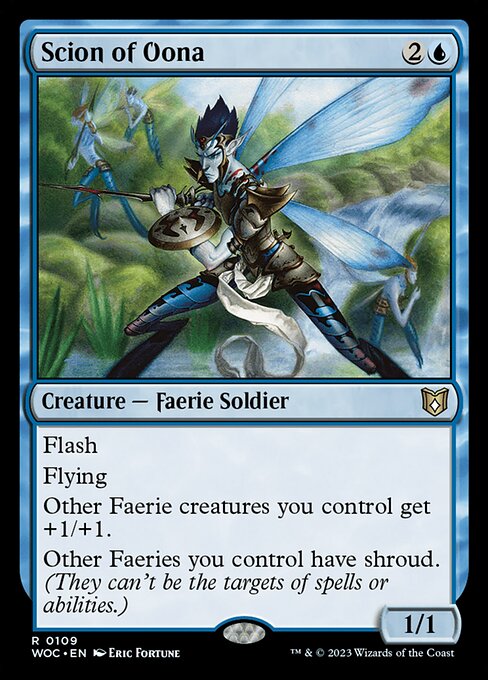 Scion of Oona 2
Creature — Faerie Soldier
Flash
Flying
Other Faerie creatures you control get
+1/+1.
Other Faeries you control have shroud.
(They can't be the targets of spells or
abilities.)
1/1
R 0109
WOC • EN Eric Fortune
™ & © 2023 Wizards of the Coast